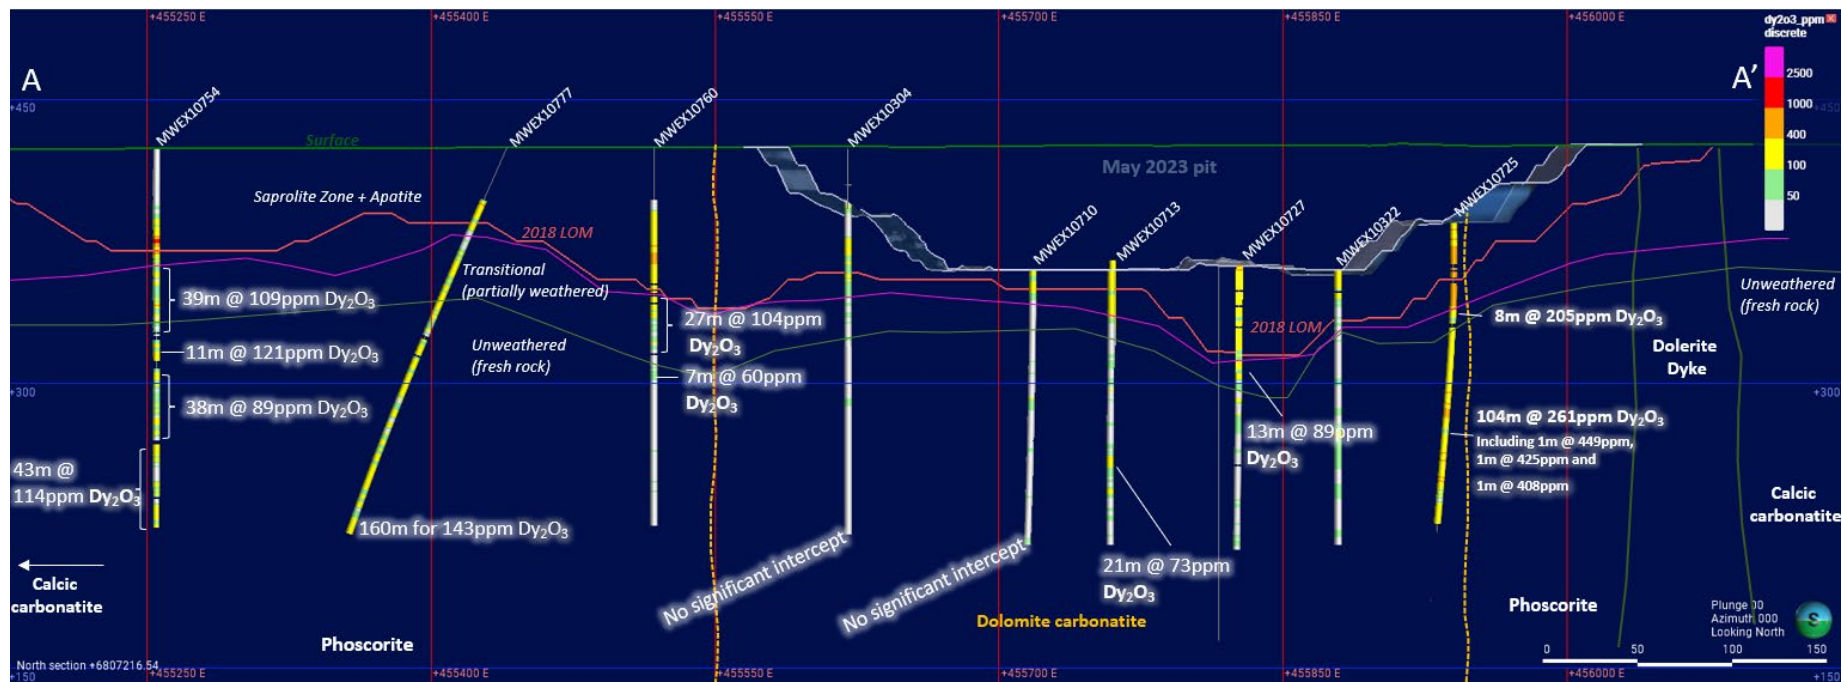 +455250 E
+455400 E
+455550 E
+455700 E
+455850 E
+456000 E
dy2o3_ppm
discrete
2500
1000
400
100
50
A
A’
+450
+450
MWEX10754
MWEX10777
MWEX10760
MWEX10304
Surface
May 2023 pit
MWEX10725
Saprolite Zone + Apatite
2018 LOM
MWEX10710
MWEX10713
MWEX10727
MWEX10322
Transitional
(partially weathered)
Unweathered
(fresh rock)
39m @ 109ppm Dy₂O₃
11m @ 121ppm Dy₂O₃
38m @ 89ppm Dy₂O₃
43m @
114ppm Dy₂O₃
Unweathered
(fresh rock)
27m @ 104ppm
Dy₂O₃
7m @ 60ppm
Dy₂O₃
2018 LOM
8m @ 205ppm Dy₂O₃
Dolerite
Dyke
+300
+300
13m @ 89ppm
Dy₂O₃
104m @ 261ppm Dy₂O₃
Including 1m @ 449ppm,
1m @ 425ppm and
1m @ 408ppm
Calcic
carbonatite
160m for 143ppm Dy₂O₃
No significant intercept
No significant intercept
21m @ 73ppm
Dy₂O₃
Calcic
carbonatite
Phoscorite
Dolomite carbonatite
Phoscorite
Plunge 00
Azimuth 000
Looking North
S
0
50
100
150
North section +6807216.54
+150
+150
+455250 E
+455400 E
+455550 E
+455700 E
+455850 E
+456000 E